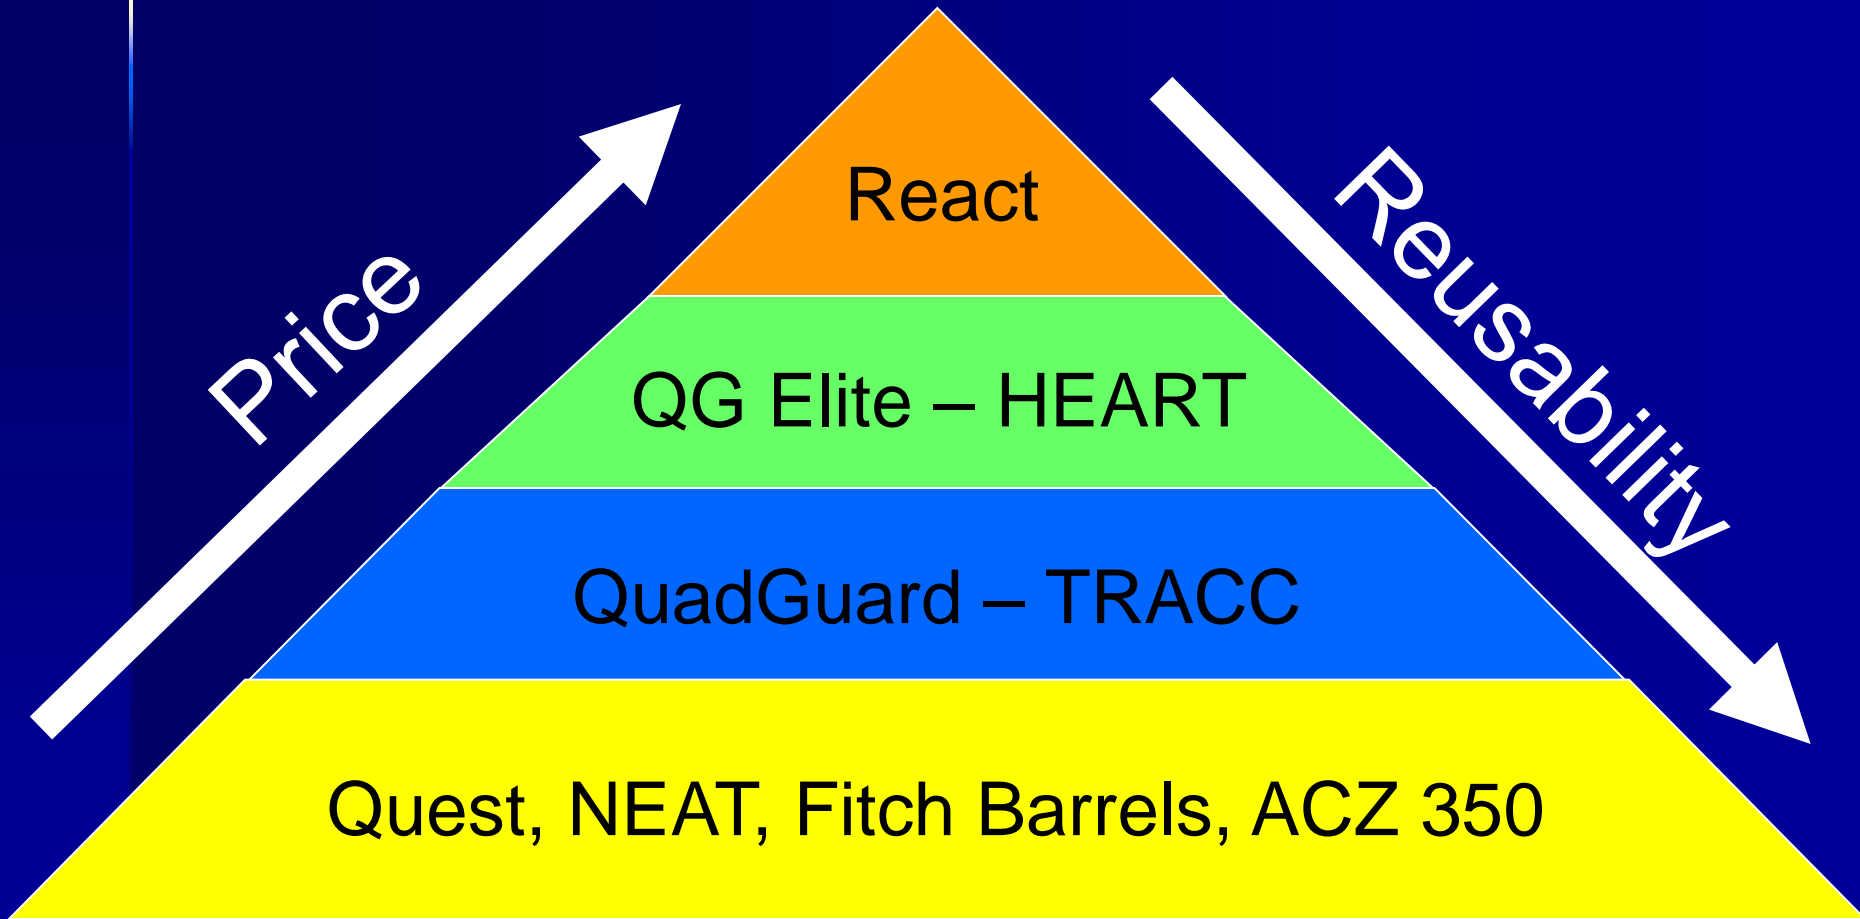 React
Price
Reusability
QG Elite – HEART
QuadGuard – TRACC
Quest, NEAT, Fitch Barrels, ACZ 350